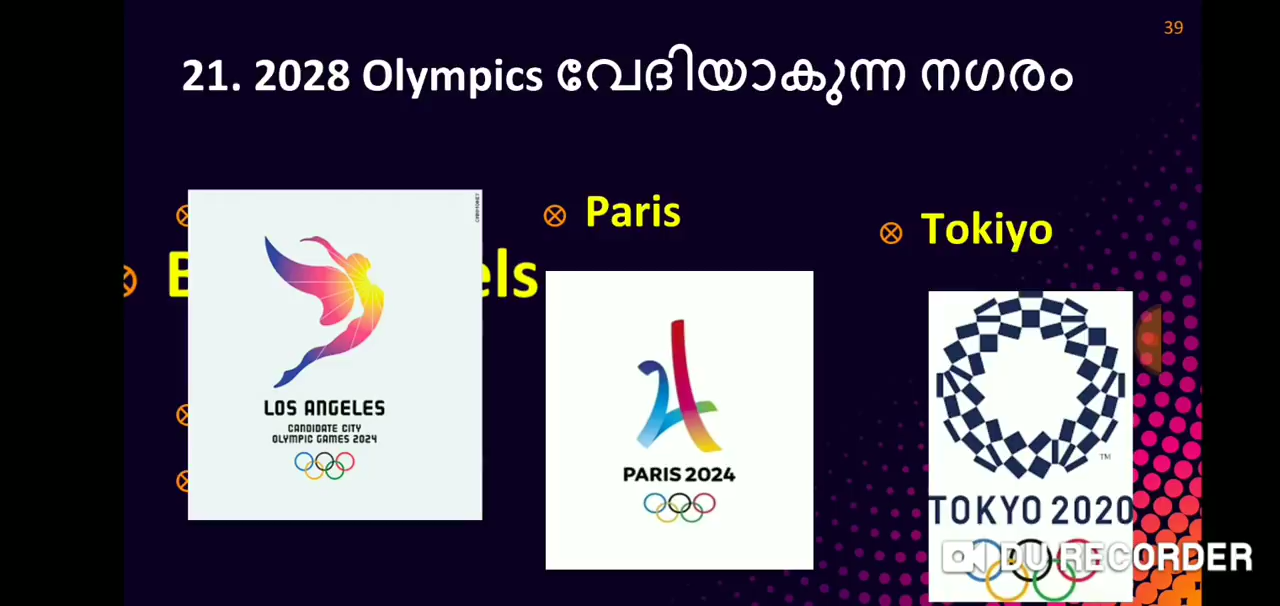 39
21. 2028 Olympics വേദിയാകുന്ന നഗരം
Paris
Tokiyo
LOS ANGELES
CANDIDATE CITY
OLYMPIC GAMES 2024
PARIS 2024
TOKYO 2020
TM
DU RECORDER